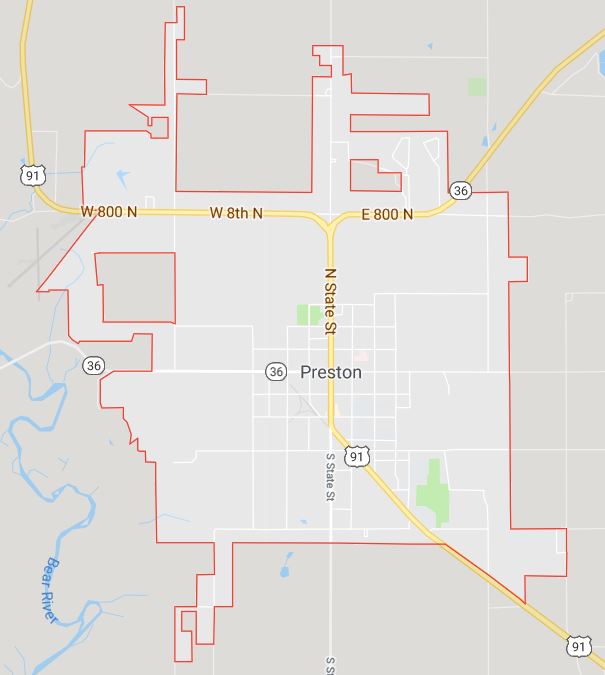 91
36
W 800 N
W 8th N
E 800 N
N State St
36
36
Preston
91
S State St
Bear River
91
S St